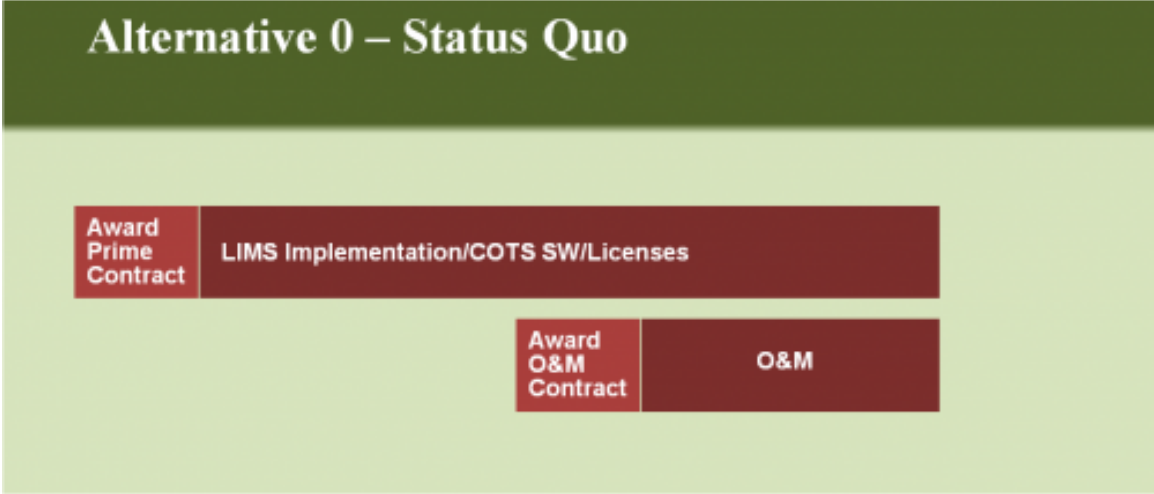 Alternative 0 – Status Quo
Award
Prime
Contract
LIMS Implementation/COTS SW/Licenses
Award
O&M
Contract
O&M